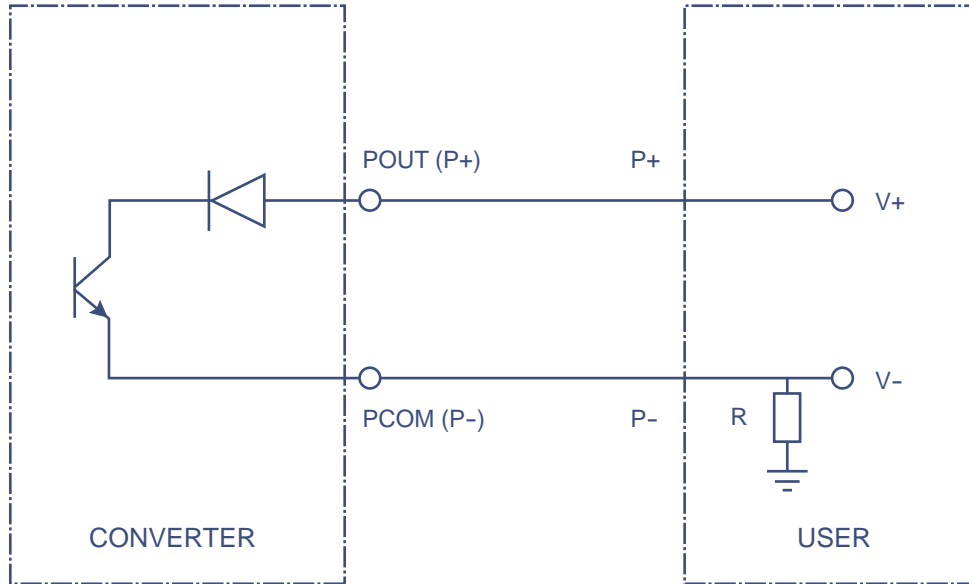 POUT (P+)
P+
V+
V-
PCOM (P-)
P-
R
CONVERTER
USER